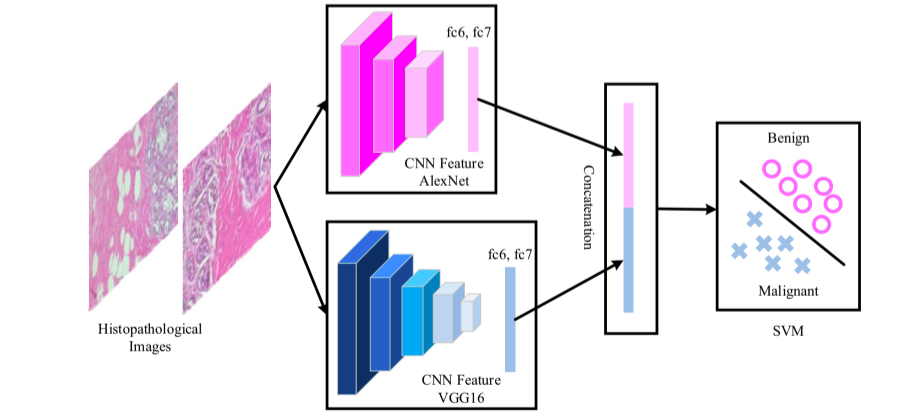 Histopathological
Images
fc6, fc7
CNN Feature
AlexNet
fc6, fc7
CNN Feature
VGG16
Concatenation
Benign
Malignant
SVM